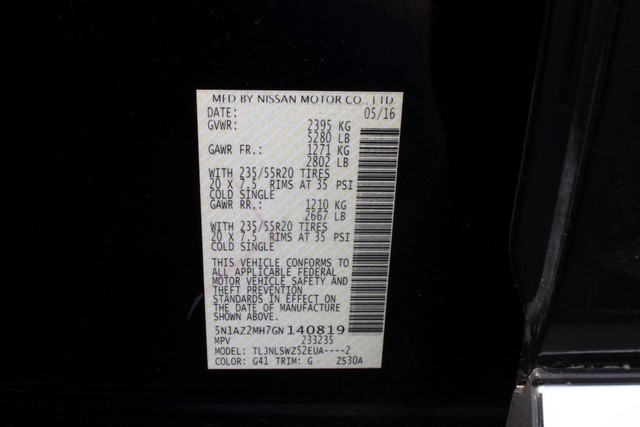 MFD BY NISSAN MOTOR CO., LTD.
DATE: 05/16
GVWR: 2395 KG
5280 LB
GAWR FR.: 1271 KG
2802 LB
WITH 235/55R20 TIRES
20 X 7.5 RIMS AT 35 PSI
COLD SINGLE
GAWR RR.: 1210 KG
2667 LB
WITH 235/55R20 TIRES
20 X 7.5 RIMS AT 35 PSI
COLD SINGLE
THIS VEHICLE CONFORMS TO
ALL APPLICABLE FEDERAL
MOTOR VEHICLE SAFETY AND
THEFT PREVENTION
STANDARDS IN EFFECT ON
THE DATE OF MANUFACTURE
SHOWN ABOVE.
5N1AZ2MH7GN140819
MPV 233235
MODEL: TLJNLSWZ52EUA----2
COLOR: G41 TRIM: G - ZS30A